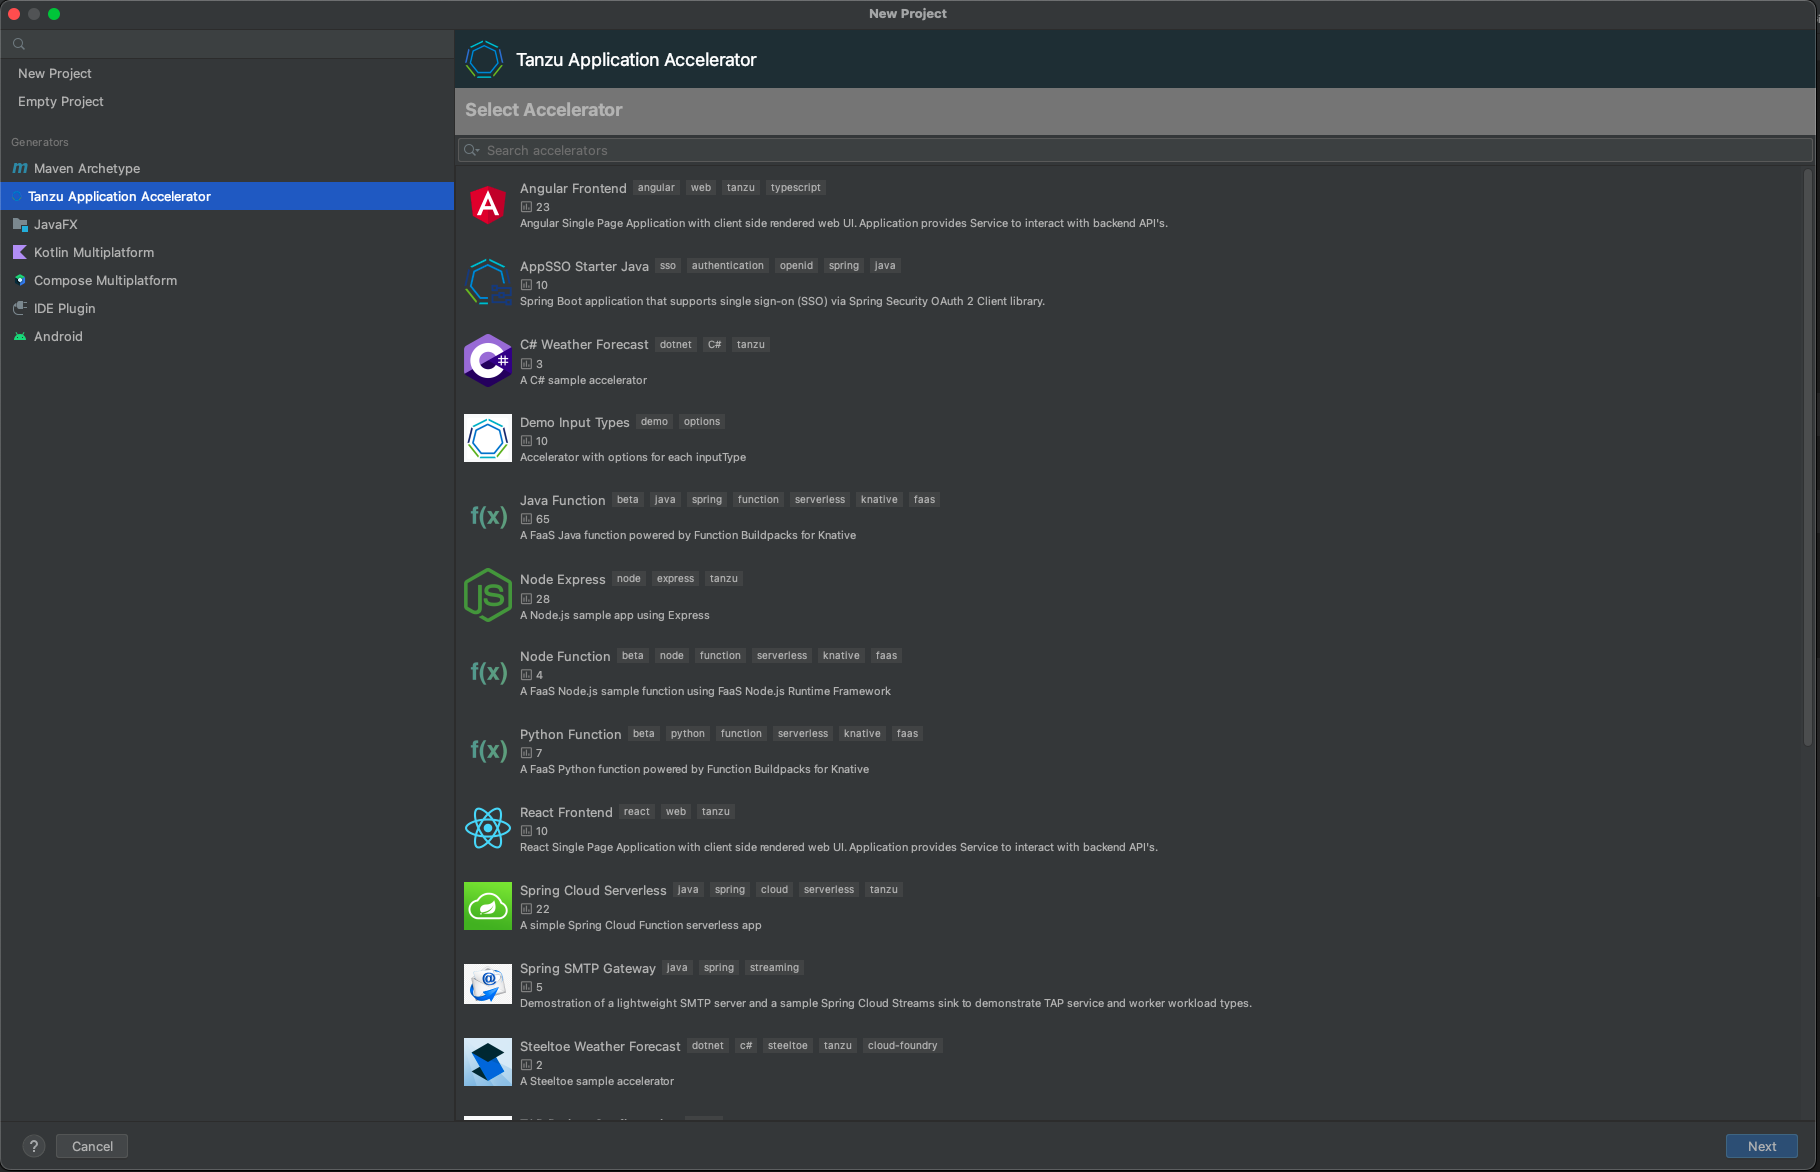 New Project
New Project
Empty Project
Generators
m Maven Archetype
Tanzu Application Accelerator
JavaFX
Kotlin Multiplatform
Compose Multiplatform
IDE Plugin
Android
Tanzu Application Accelerator
Select Accelerator
Search accelerators
Angular Frontend angular web tanzu typescript
23
Angular Single Page Application with client side rendered web UI. Application provides Service to interact with backend API's.
AppSSO Starter Java sso authentication openid spring java
10
Spring Boot application that supports single sign-on (SSO) via Spring Security OAuth 2 Client library.
C# Weather Forecast dotnet C# tanzu
3
A C# sample accelerator
Demo Input Types demo options
10
Accelerator with options for each inputType
f(x) Java Function beta java spring function serverless knative faas
65
A FaaS Java function powered by Function Buildpacks for Knative
Node Express node express tanzu
28
A Node.js sample app using Express
f(x) Node Function beta node function serverless knative faas
4
A FaaS Node.js sample function using FaaS Node.js Runtime Framework
f(x) Python Function beta python function serverless knative faas
7
A FaaS Python function powered by Function Buildpacks for Knative
React Frontend react web tanzu
10
React Single Page Application with client side rendered web UI. Application provides Service to interact with backend API's.
Spring Cloud Serverless java spring cloud serverless tanzu
22
A simple Spring Cloud Function serverless app
Spring SMTP Gateway java spring streaming
5
Demostration of a lightweight SMTP server and a sample Spring Cloud Streams sink to demonstrate TAP service and worker workload types.
Steeltoe Weather Forecast dotnet c# steeltoe tanzu cloud-foundry
2
A Steeltoe sample accelerator
? Cancel
Next